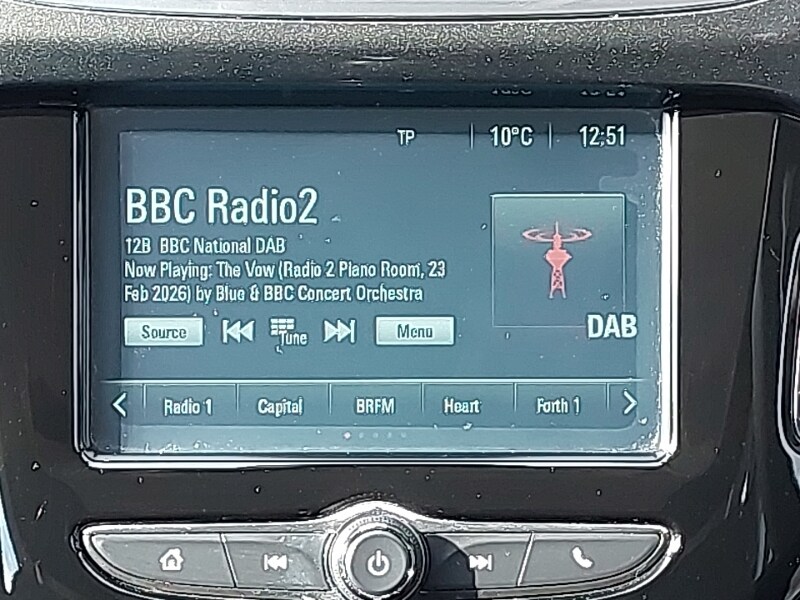 TP 10°C 12:51
BBC Radio2
12B BBC National DAB
Now Playing: The Vow (Radio 2 Piano Room, 23
Feb 2026) by Blue & BBC Concert Orchestra
DAB
Source Tune Menu
Radio 1 Capital BRFM Heart Forth 1